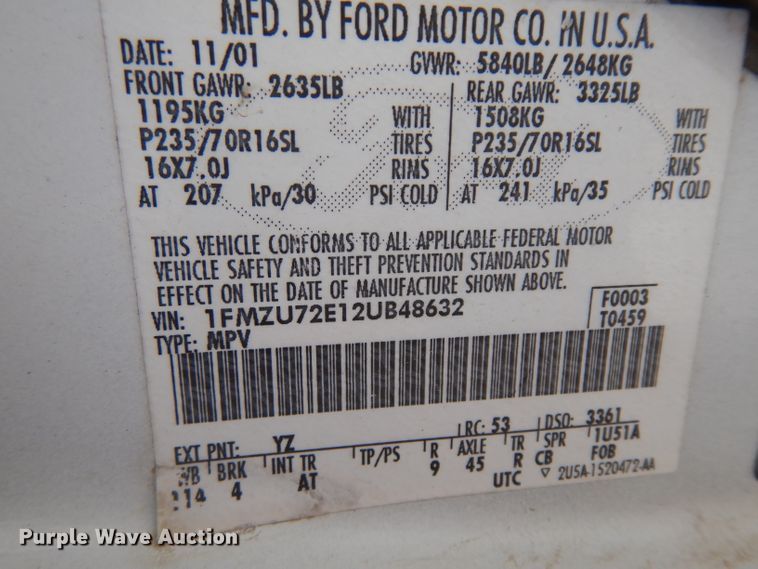 MFD. BY FORD MOTOR CO. IN U.S.A.
DATE: 11/01 GVWR: 5840LB/ 2648KG
FRONT GAWR: 2635LB REAR GAWR: 3325LB
1195KG WITH 1508KG WITH
P235/70R16SL TIRES P235/70R16SL TIRES
16X7.0J RIMS 16X7.0J RIMS
AT 207 kPa/30 PSI COLD AT 241 kPa/35 PSI COLD
THIS VEHICLE CONFORMS TO ALL APPLICABLE FEDERAL MOTOR
VEHICLE SAFETY AND THEFT PREVENTION STANDARDS IN
EFFECT ON THE DATE OF MANUFACTURE SHOWN ABOVE.
VIN: 1FMZU72E12UB48632 F0003
TYPE: MPV T0459
EXT PNT: YZ RC: 53 DSO: 3361
WB BRK INT TR TP/PS R AXLE TR SPR 1U51A
114 4 AT 9 45 R CB FOB
UTC ▽ 2U5A-1520472-AA
Purple Wave Auction